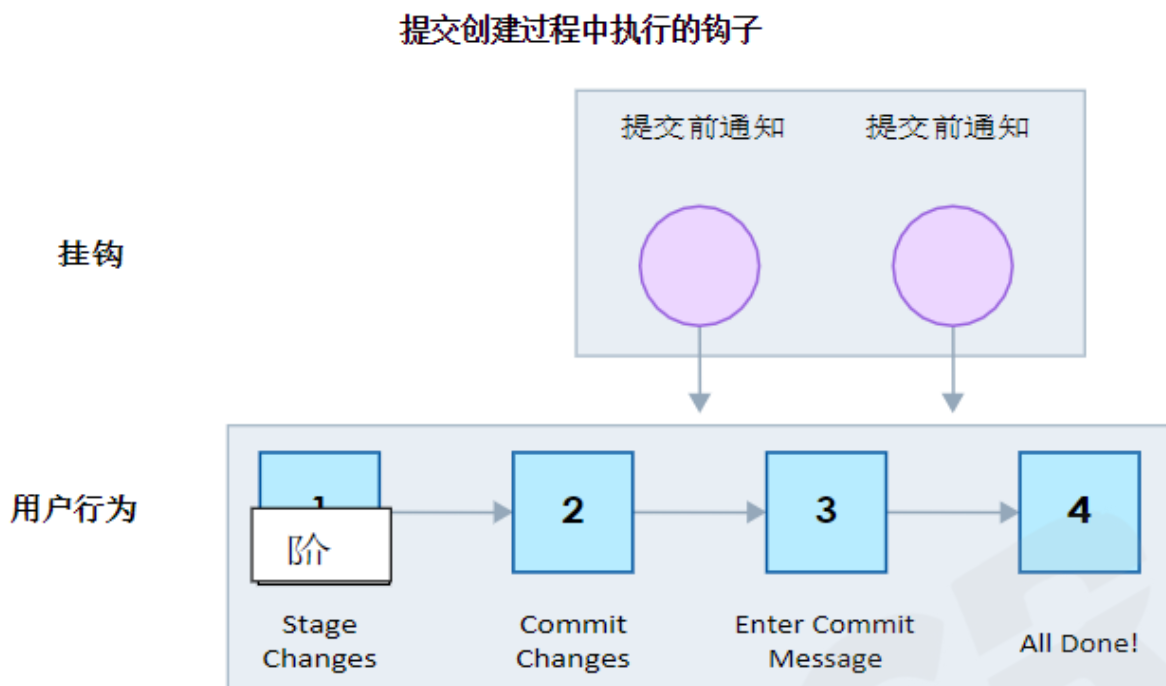 提交创建过程中执行的钩子
提交前通知
提交前通知
挂钩
用户行为
1
2
3
4
阶
Stage
Changes
Commit
Changes
Enter Commit
Message
All Done!